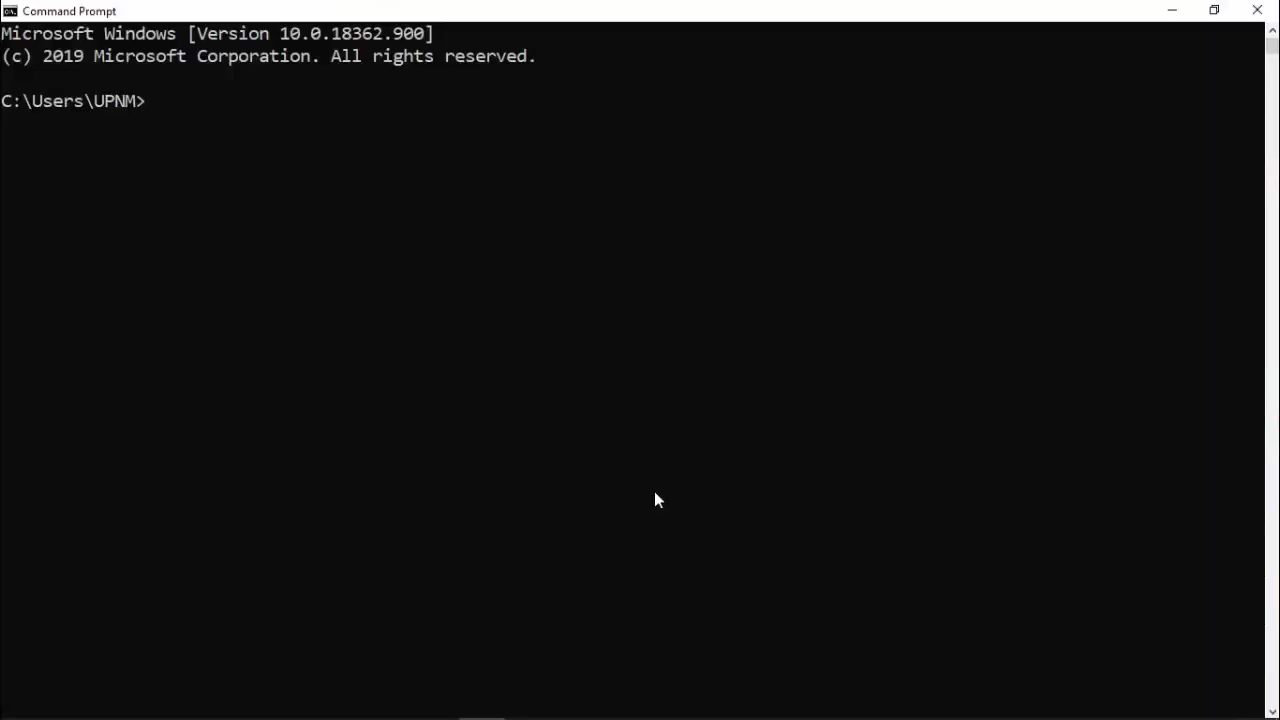 Command Prompt
Microsoft Windows [Version 10.0.18362.900]
(c) 2019 Microsoft Corporation. All rights reserved.
C:\Users\UPNM>